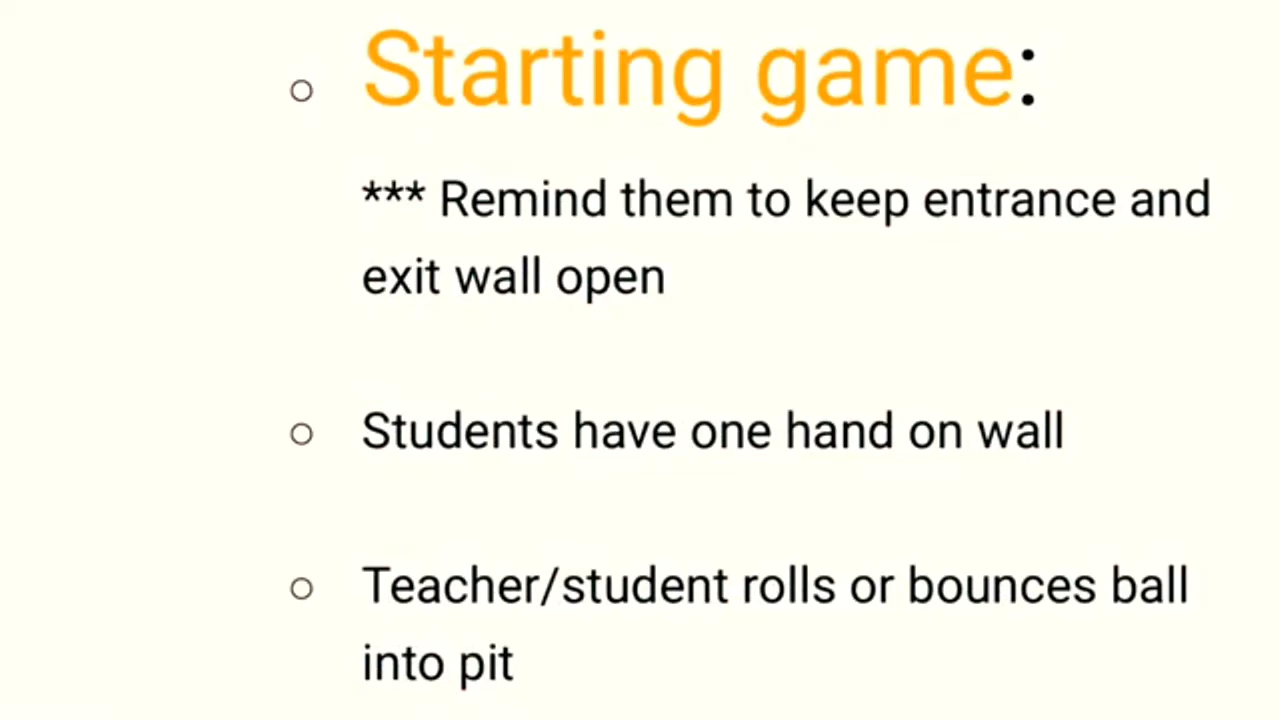 ○ Starting game:
*** Remind them to keep entrance and
exit wall open
○ Students have one hand on wall
○ Teacher/student rolls or bounces ball
into pit